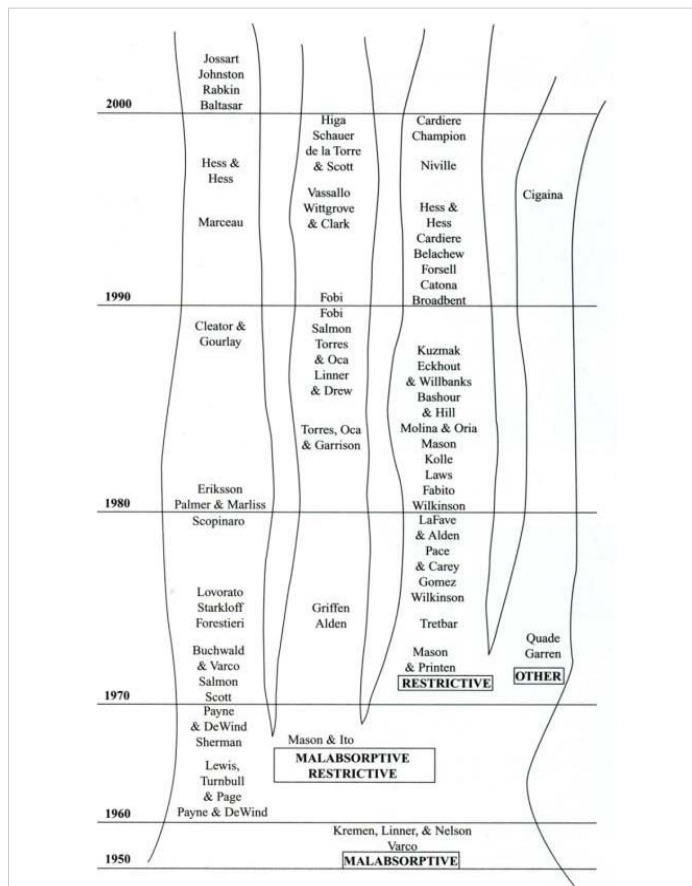 Jossart
Johnston
Rabkin
Baltasar
2000
Hess &
Hess
Marceau
Higa
Schauer
de la Torre
& Scott
Vassallo
Wittgrove
& Clark
Fobi
Cardiere
Champion
Niville
Hess &
Hess
Cardiere
Belachew
Forsell
Catona
Broadbent
Cigaina
1990
Cleator &
Gourlay
Eriksson
Palmer & Marliss
Fobi
Salmon
Torres
& Oca
Linner
& Drew
Torres, Oca
& Garrison
Kuzmak
Eckhout
& Willbanks
Bashour
& Hill
Molina & Oria
Mason
Kolle
Laws
Fabito
Wilkinson
1980
Scopinaro
Lovorato
Starkloff
Forestieri
Buchwald
& Varco
Salmon
Scott
Griffen
Alden
LaFave
& Alden
Pace
& Carey
Gomez
Wilkinson
Tretbar
Mason
& Printen
RESTRICTIVE
Quade
Garren
OTHER
1970
Payne
& DeWind
Sherman
Lewis,
Turnbull
& Page
Payne & DeWind
Mason & Ito
MALABSORPTIVE
RESTRICTIVE
1960
Kremen, Linner, & Nelson
Varco
MALABSORPTIVE
1950